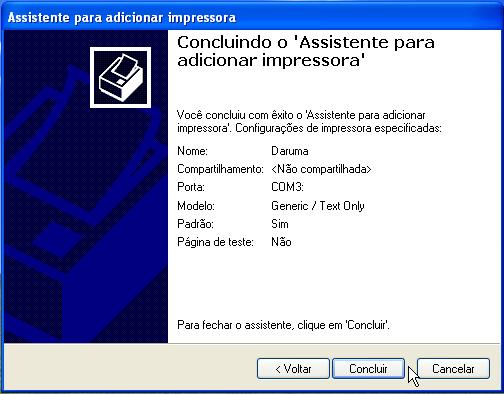 Assistente para adicionar impressora
Concluindo o 'Assistente para
adicionar impressora'
Você concluiu com êxito o 'Assistente para adicionar
impressora'. Configurações de impressora especificadas:
Nome: Daruma
Compartilhamento: <Não compartilhada>
Porta: COM3:
Modelo: Generic / Text Only
Padrão: Sim
Página de teste: Não
Para fechar o assistente, clique em 'Concluir'.
< Voltar Concluir Cancelar